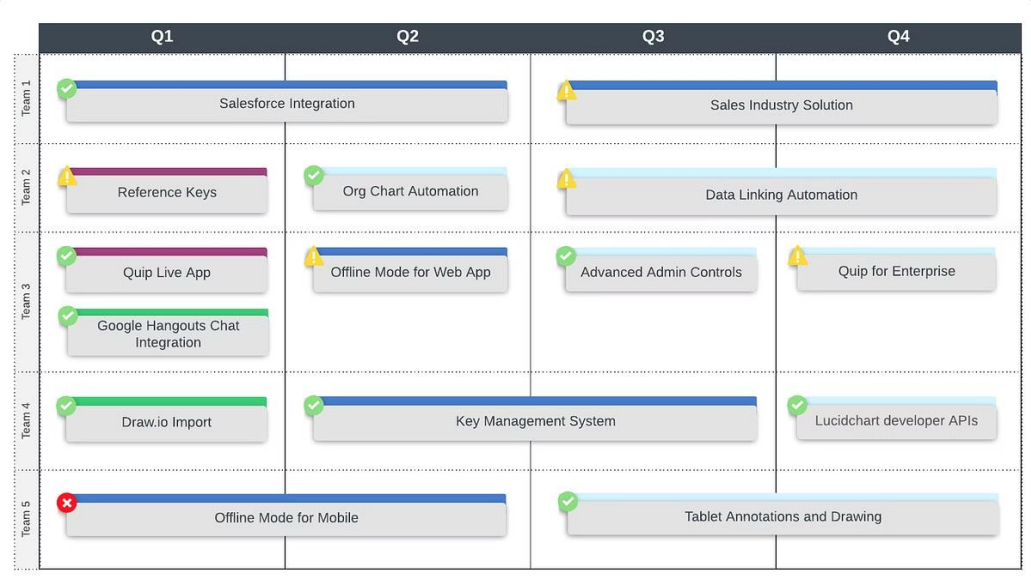 Q1 Q2 Q3 Q4
Team 1
Salesforce Integration
Sales Industry Solution
Team 2
Reference Keys
Org Chart Automation
Data Linking Automation
Team 3
Quip Live App
Offline Mode for Web App
Advanced Admin Controls
Quip for Enterprise
Google Hangouts Chat
Integration
Team 4
Draw.io Import
Key Management System
Lucidchart developer APIs
Team 5
Offline Mode for Mobile
Tablet Annotations and Drawing